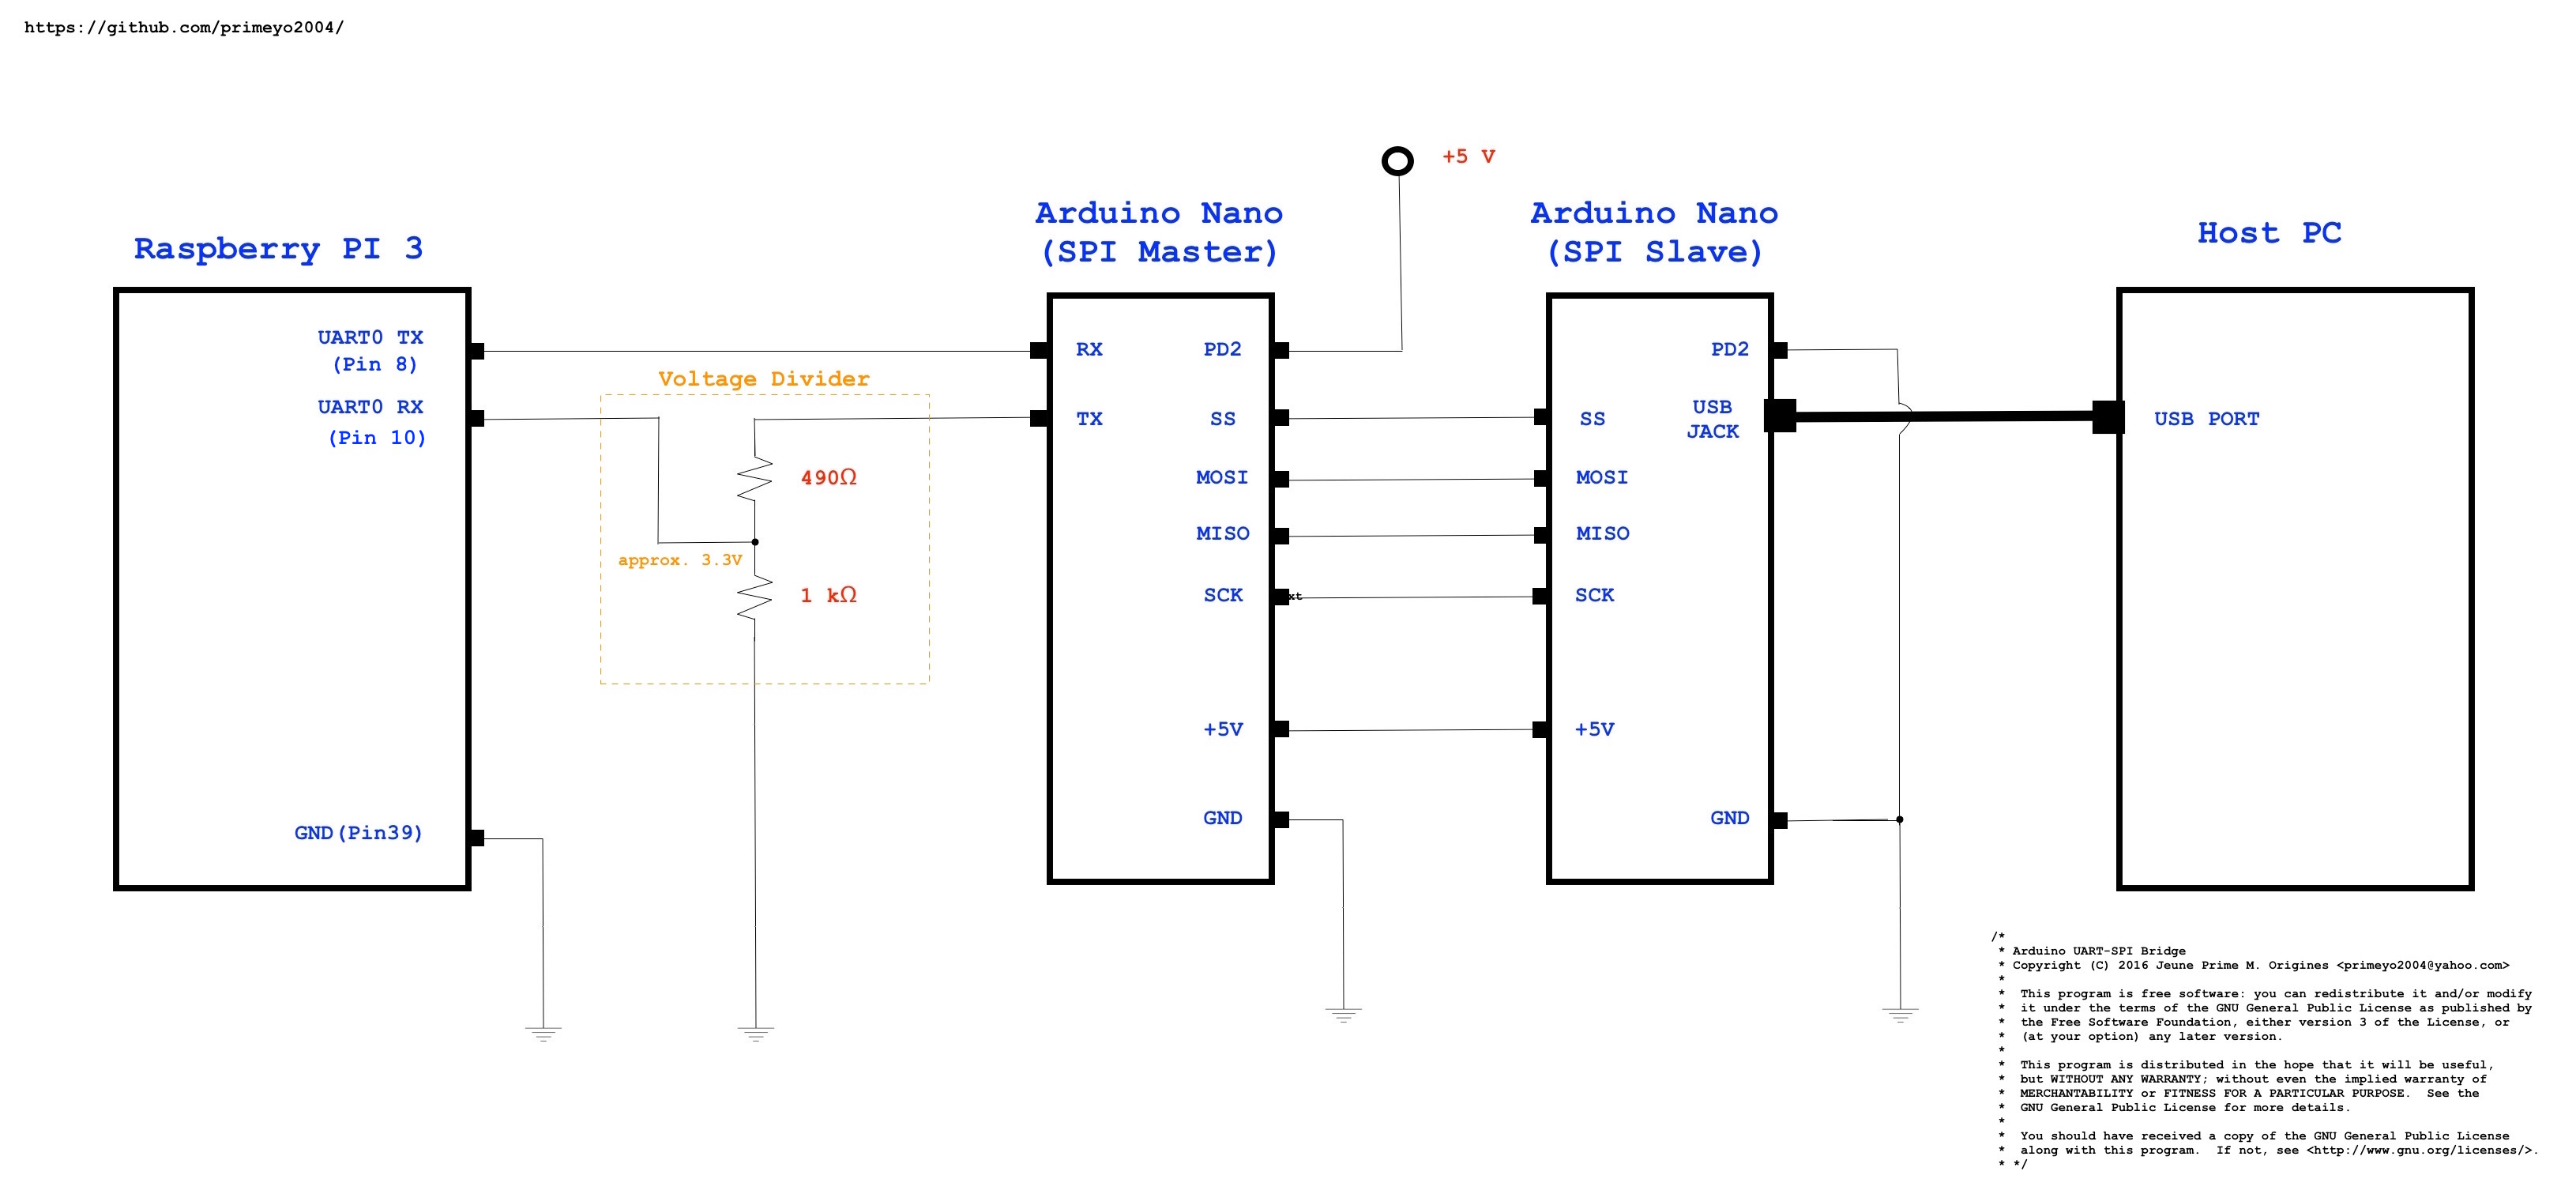 https://github.com/primeyo2004/
+5 V
Raspberry PI 3
Arduino Nano
(SPI Master)
Arduino Nano
(SPI Slave)
Host PC
UART0 TX
(Pin 8)
UART0 RX
(Pin 10)
GND(Pin39)
Voltage Divider
490Ω
approx. 3.3V
1 kΩ
RX
TX
PD2
SS
MOSI
MISO
SCK
xt
+5V
GND
SS
MOSI
MISO
SCK
+5V
PD2
USB
JACK
GND
USB PORT
/*
* Arduino UART-SPI Bridge
* Copyright (C) 2016 Jeune Prime M. Origines <primeyo2004@yahoo.com>
*
* This program is free software: you can redistribute it and/or modify
* it under the terms of the GNU General Public License as published by
* the Free Software Foundation, either version 3 of the License, or
* (at your option) any later version.
*
* This program is distributed in the hope that it will be useful,
* but WITHOUT ANY WARRANTY; without even the implied warranty of
* MERCHANTABILITY or FITNESS FOR A PARTICULAR PURPOSE.  See the
* GNU General Public License for more details.
*
* You should have received a copy of the GNU General Public License
* along with this program.  If not, see <http://www.gnu.org/licenses/>.
* */